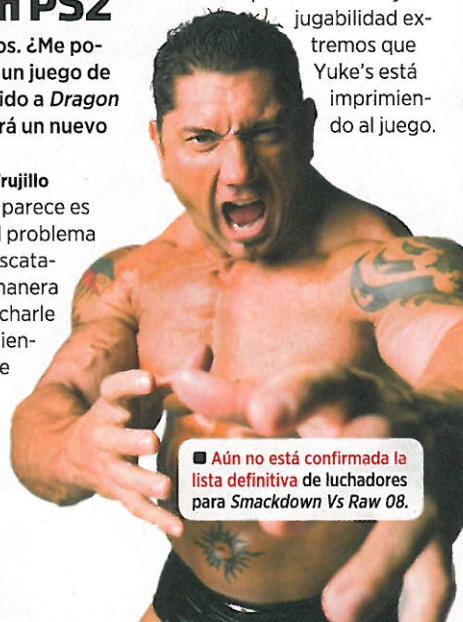 n PS2
os. ¿Me po-
un juego de
ido a Dragon
rá un nuevo
rujillo
parece es
l problema
scata-
manera
charle
ien-
e
jugabilidad ex-
tremos que
Yuke's está
imprimien-
do al juego.
■ Aún no está confirmada la
lista definitiva de luchadores
para Smackdown Vs Raw 08.